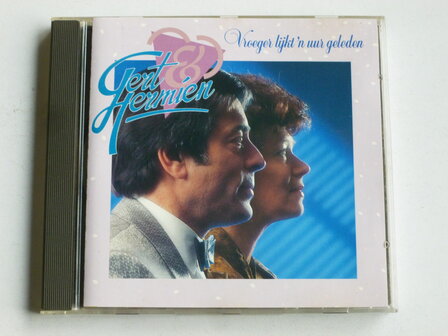 Vroeger lijkt 'n uur geleden
Gert &
Hermien